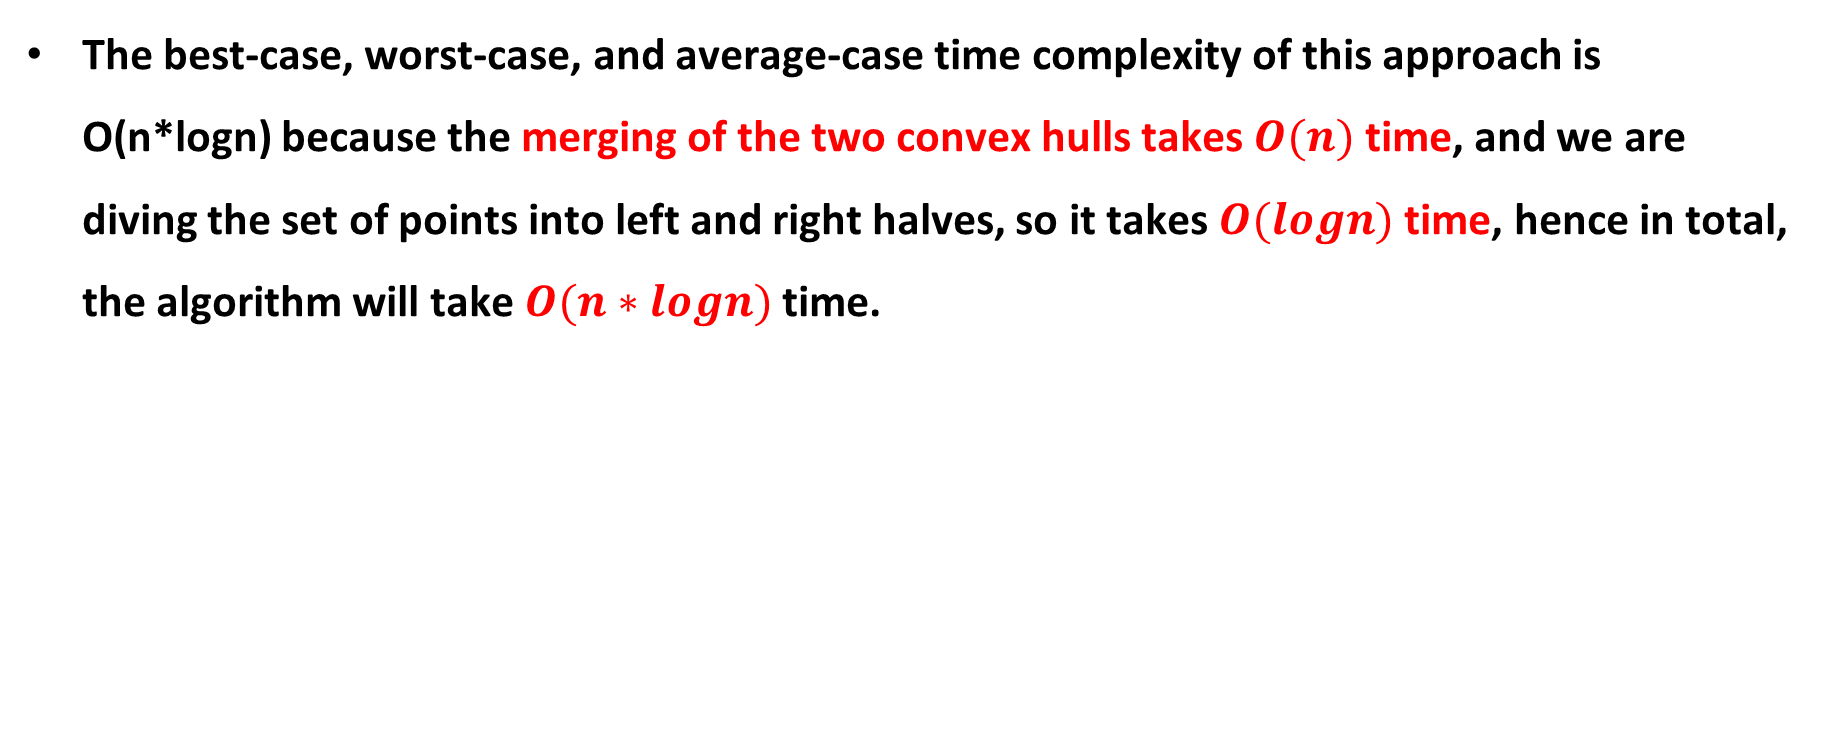 • The best-case, worst-case, and average-case time complexity of this approach is
O(n*logn) because the merging of the two convex hulls takes O(n) time, and we are
diving the set of points into left and right halves, so it takes O(logn) time, hence in total,
the algorithm will take O(n * logn) time.